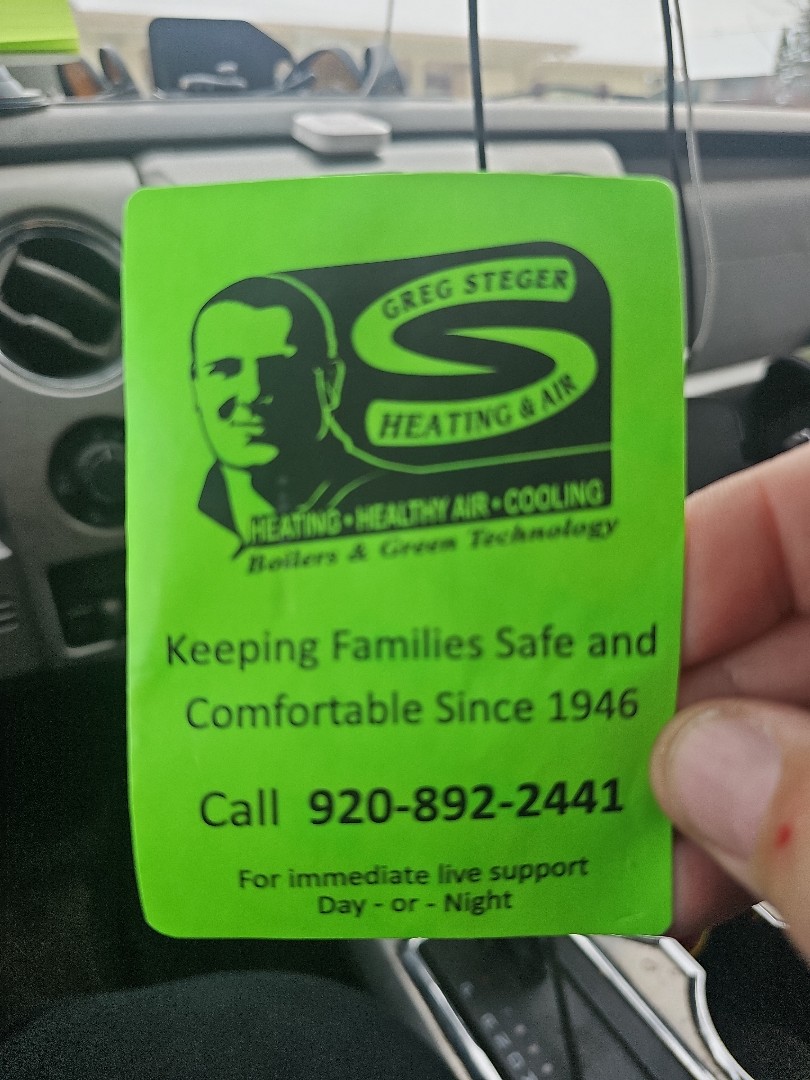 GREG STEGER
HEATING & AIR
HEATING • HEALTHY AIR • COOLING
Boilers & Green Technology
Keeping Families Safe and
Comfortable Since 1946
Call 920-892-2441
For immediate live support
Day - or - Night